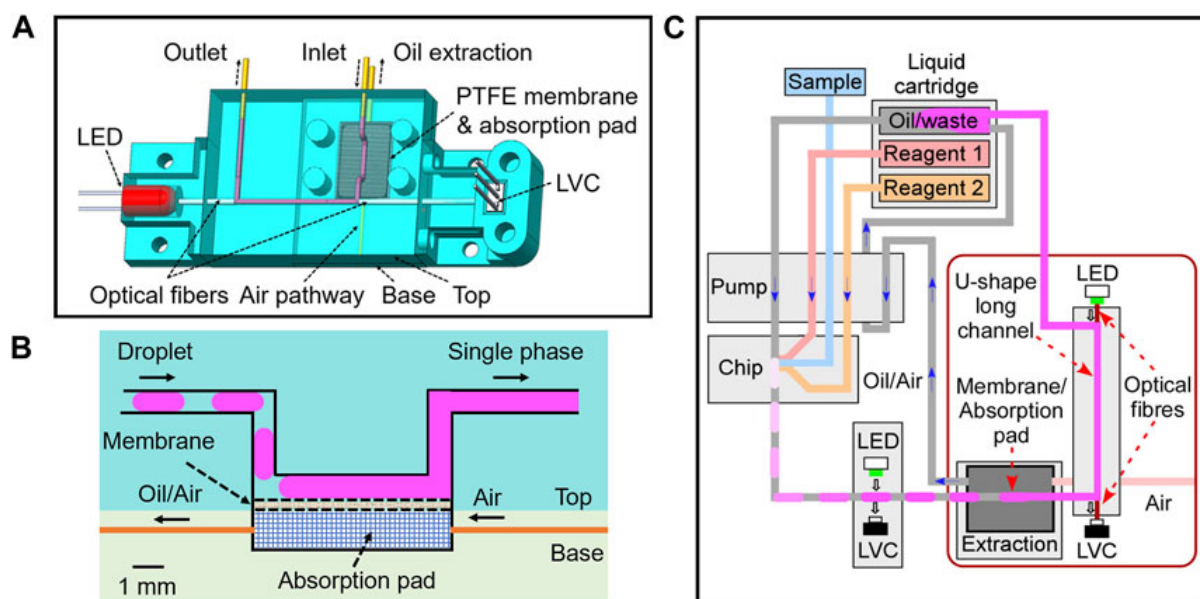 A
Outlet
Inlet
Oil extraction
PTFE membrane
& absorption pad
LED
LVC
Optical fibers
Air pathway
Base
Top
B
Droplet
Single phase
Membrane
Oil/Air
Air
Top
Base
Absorption pad
1 mm
C
Sample
Liquid
cartridge
Oil/waste
Reagent 1
Reagent 2
Pump
Chip
Oil/Air
LED
LVC
U-shape
long
channel
LED
Membrane/
Absorption
pad
Optical
fibres
Air
Extraction
LVC